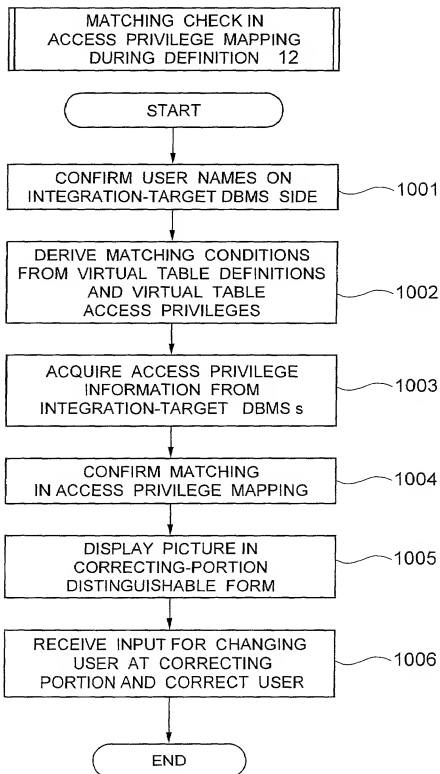 MATCHING CHECK IN
ACCESS PRIVILEGE MAPPING
DURING DEFINITION 12
START
CONFIRM USER NAMES ON
INTEGRATION-TARGET DBMS SIDE
1001
DERIVE MATCHING CONDITIONS
FROM VIRTUAL TABLE DEFINITIONS
AND VIRTUAL TABLE
ACCESS PRIVILEGES
1002
ACQUIRE ACCESS PRIVILEGE
INFORMATION FROM
INTEGRATION-TARGET DBMS s
1003
CONFIRM MATCHING
IN ACCESS PRIVILEGE MAPPING
1004
DISPLAY PICTURE IN
CORRECTING-PORTION
DISTINGUISHABLE FORM
1005
RECEIVE INPUT FOR CHANGING
USER AT CORRECTING
PORTION AND CORRECT USER
1006
END